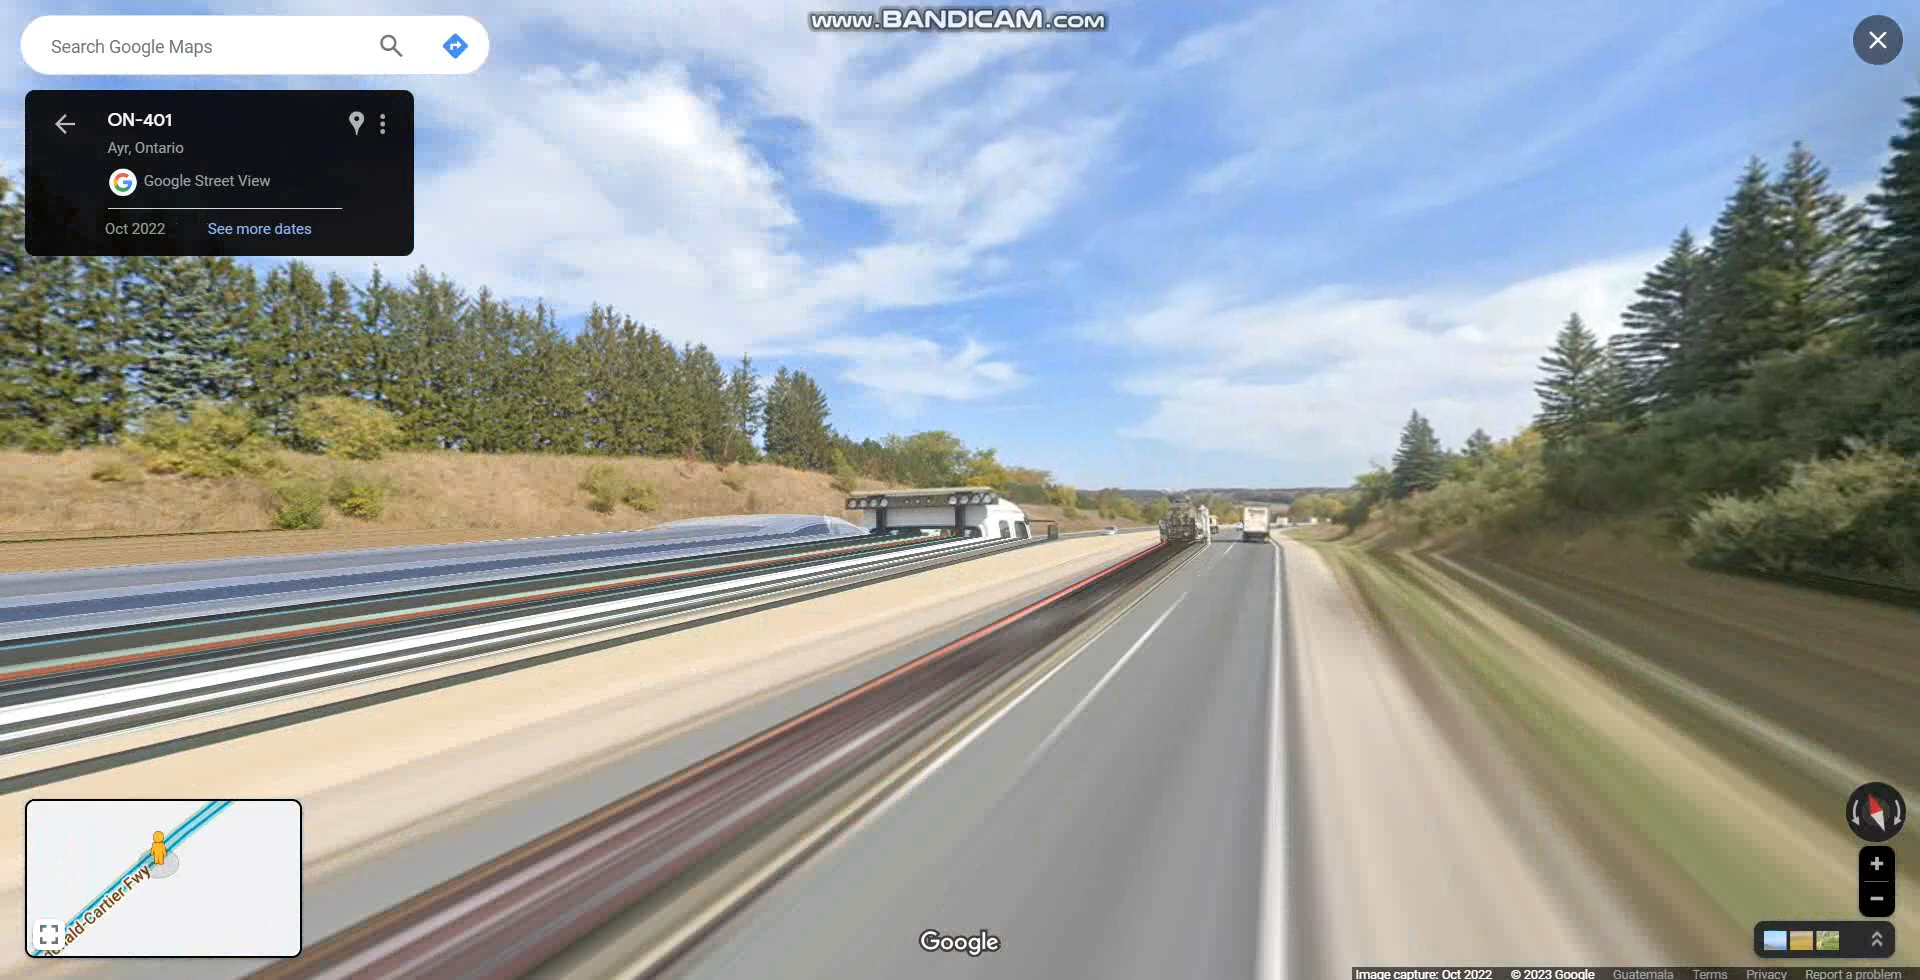 www.BANDICAM.com
Search Google Maps
ON-401
Ayr, Ontario
Google Street View
Oct 2022 See more dates
nald-Cartier Fwy
Google
Image capture: Oct 2022 © 2023 Google Guatemala Terms Privacy Report a problem